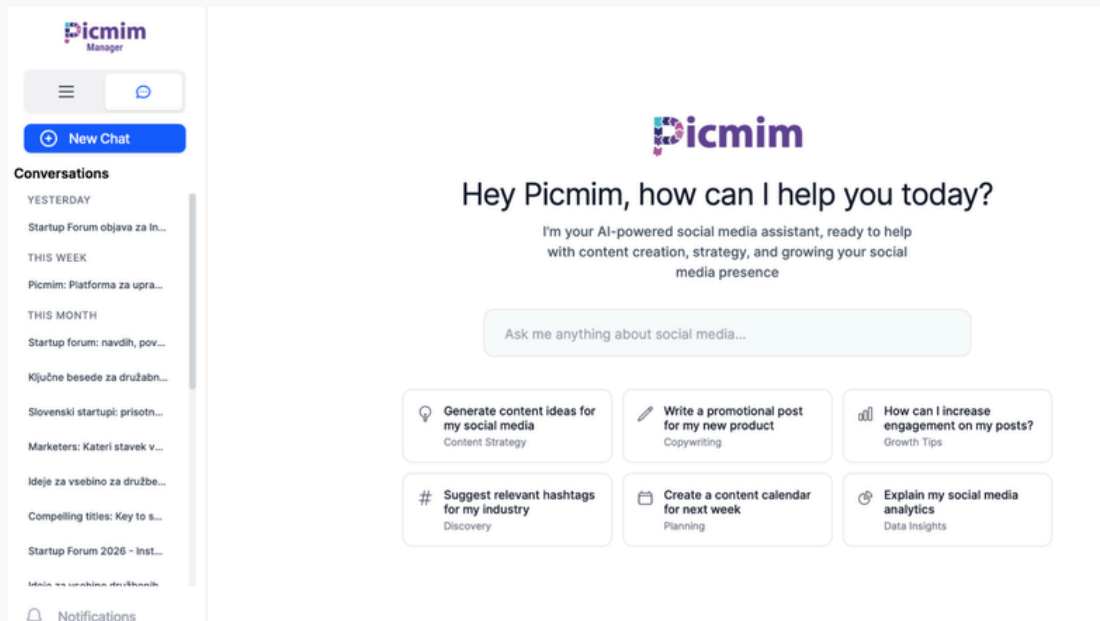 Picmim
Manager
New Chat
Conversations
YESTERDAY
Startup Forum objava za In...
THIS WEEK
Picmim: Platforma za upra...
THIS MONTH
Startup forum: navdih, pov...
Ključne besede za družabn...
Slovenski startupi: prisotn...
Marketers: Kateri stavek v...
Ideje za vsebino za družbe...
Compelling titles: Key to s...
Startup Forum 2026 - Inst...
Ideje za vsebino družbenih
Notifications
Picmim
Hey Picmim, how can I help you today?
I'm your AI-powered social media assistant, ready to help
with content creation, strategy, and growing your social
media presence
Ask me anything about social media...
Generate content ideas for
my social media
Content Strategy
Write a promotional post
for my new product
Copywriting
How can I increase
engagement on my posts?
Growth Tips
Suggest relevant hashtags
for my industry
Discovery
Create a content calendar
for next week
Planning
Explain my social media
analytics
Data Insights